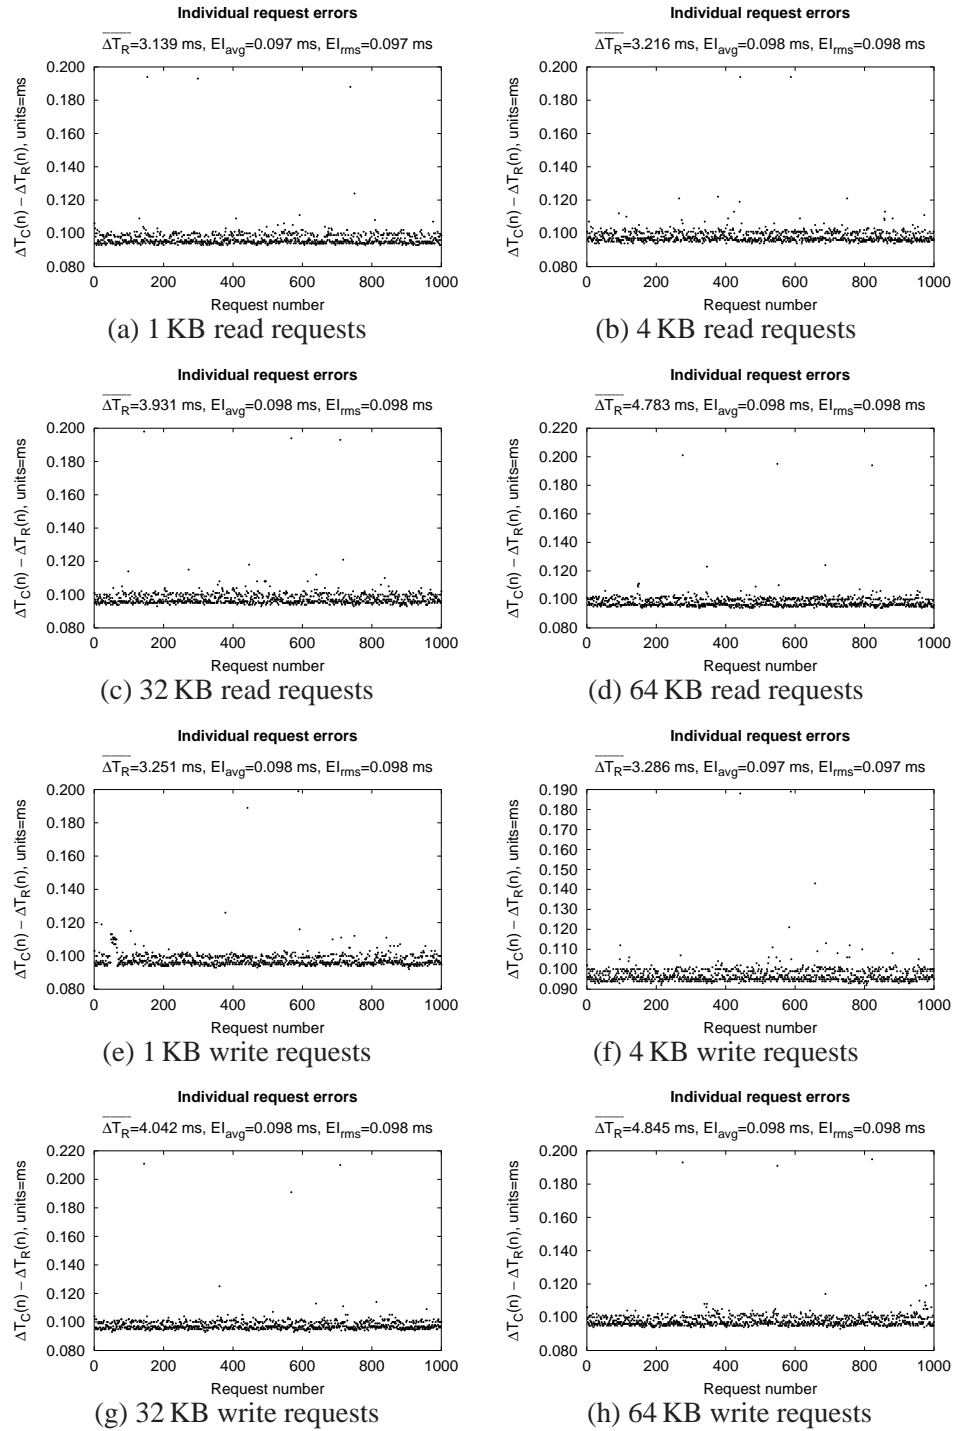 Individual request errors
ΔT_R=3.139 ms, EI_avg=0.097 ms, EI_rms=0.097 ms
ΔT_C(n) − ΔT_R(n), units=ms
0.200
0.180
0.160
0.140
0.120
0.100
0.080
0 200 400 600 800 1000
Request number
(a) 1 KB read requests
Individual request errors
ΔT_R=3.216 ms, EI_avg=0.098 ms, EI_rms=0.098 ms
ΔT_C(n) − ΔT_R(n), units=ms
0.200
0.180
0.160
0.140
0.120
0.100
0.080
0 200 400 600 800 1000
Request number
(b) 4 KB read requests
Individual request errors
ΔT_R=3.931 ms, EI_avg=0.098 ms, EI_rms=0.098 ms
ΔT_C(n) − ΔT_R(n), units=ms
0.200
0.180
0.160
0.140
0.120
0.100
0.080
0 200 400 600 800 1000
Request number
(c) 32 KB read requests
Individual request errors
ΔT_R=4.783 ms, EI_avg=0.098 ms, EI_rms=0.098 ms
ΔT_C(n) − ΔT_R(n), units=ms
0.220
0.200
0.180
0.160
0.140
0.120
0.100
0.080
0 200 400 600 800 1000
Request number
(d) 64 KB read requests
Individual request errors
ΔT_R=3.251 ms, EI_avg=0.098 ms, EI_rms=0.098 ms
ΔT_C(n) − ΔT_R(n), units=ms
0.200
0.180
0.160
0.140
0.120
0.100
0.080
0 200 400 600 800 1000
Request number
(e) 1 KB write requests
Individual request errors
ΔT_R=3.286 ms, EI_avg=0.097 ms, EI_rms=0.097 ms
ΔT_C(n) − ΔT_R(n), units=ms
0.190
0.180
0.170
0.160
0.150
0.140
0.130
0.120
0.110
0.100
0.090
0 200 400 600 800 1000
Request number
(f) 4 KB write requests
Individual request errors
ΔT_R=4.042 ms, EI_avg=0.098 ms, EI_rms=0.098 ms
ΔT_C(n) − ΔT_R(n), units=ms
0.220
0.200
0.180
0.160
0.140
0.120
0.100
0.080
0 200 400 600 800 1000
Request number
(g) 32 KB write requests
Individual request errors
ΔT_R=4.845 ms, EI_avg=0.098 ms, EI_rms=0.098 ms
ΔT_C(n) − ΔT_R(n), units=ms
0.200
0.180
0.160
0.140
0.120
0.100
0.080
0 200 400 600 800 1000
Request number
(h) 64 KB write requests